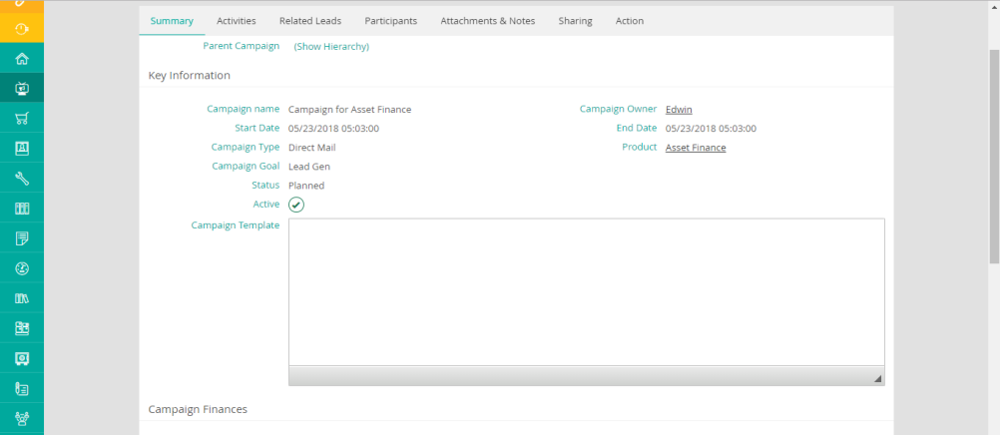 Summary Activities Related Leads Participants Attachments & Notes Sharing Action
Parent Campaign (Show Hierarchy)
Key Information
Campaign name Campaign for Asset Finance Campaign Owner Edwin
Start Date 05/23/2018 05:03:00 End Date 05/23/2018 05:03:00
Campaign Type Direct Mail Product Asset Finance
Campaign Goal Lead Gen
Status Planned
Active
Campaign Template
Campaign Finances